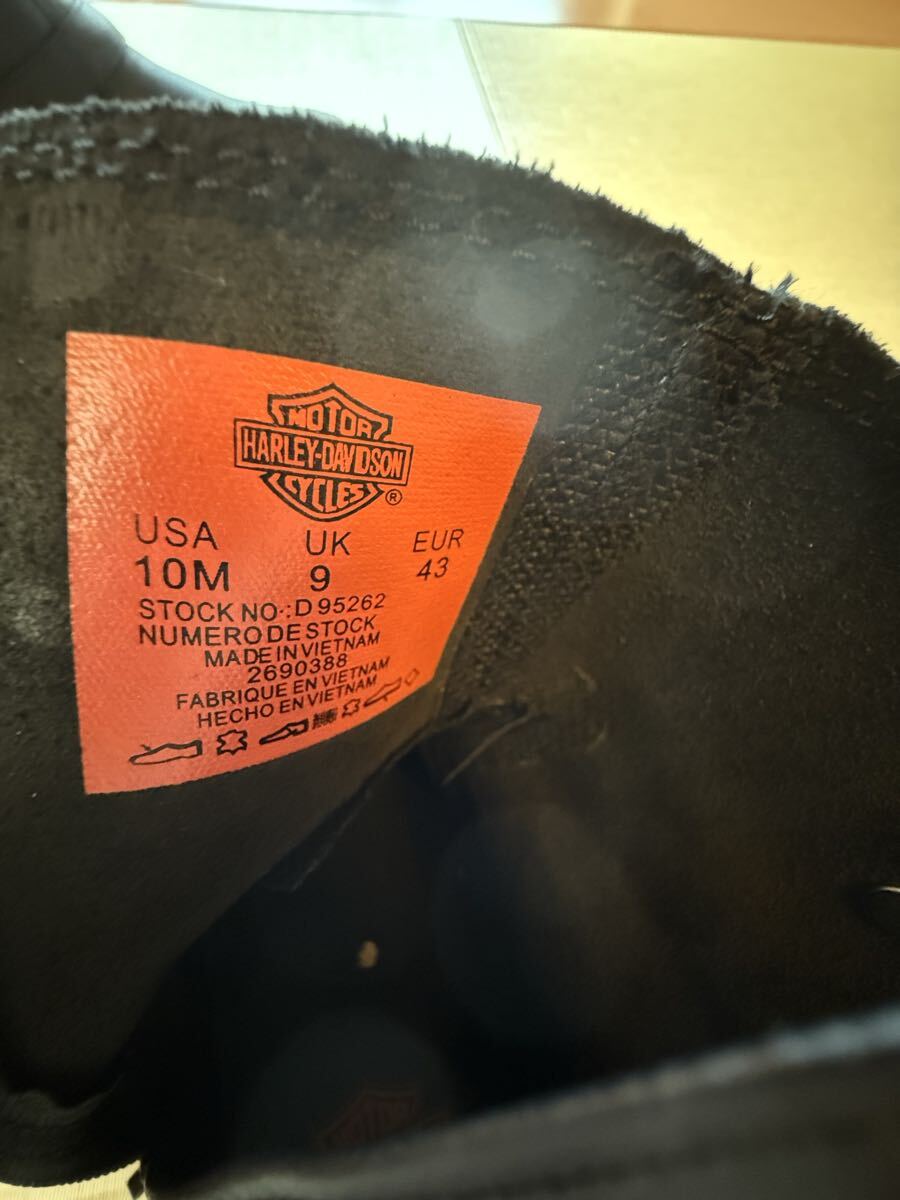 MOTOR
HARLEY-DAVIDSON
CYCLES ®
USA UK EUR
10M 9 43
STOCK NO.:D95262
NUMERO DE STOCK
MADE IN VIETNAM
2690388
FABRIQUE EN VIETNAM
HECHO EN VIETNAM